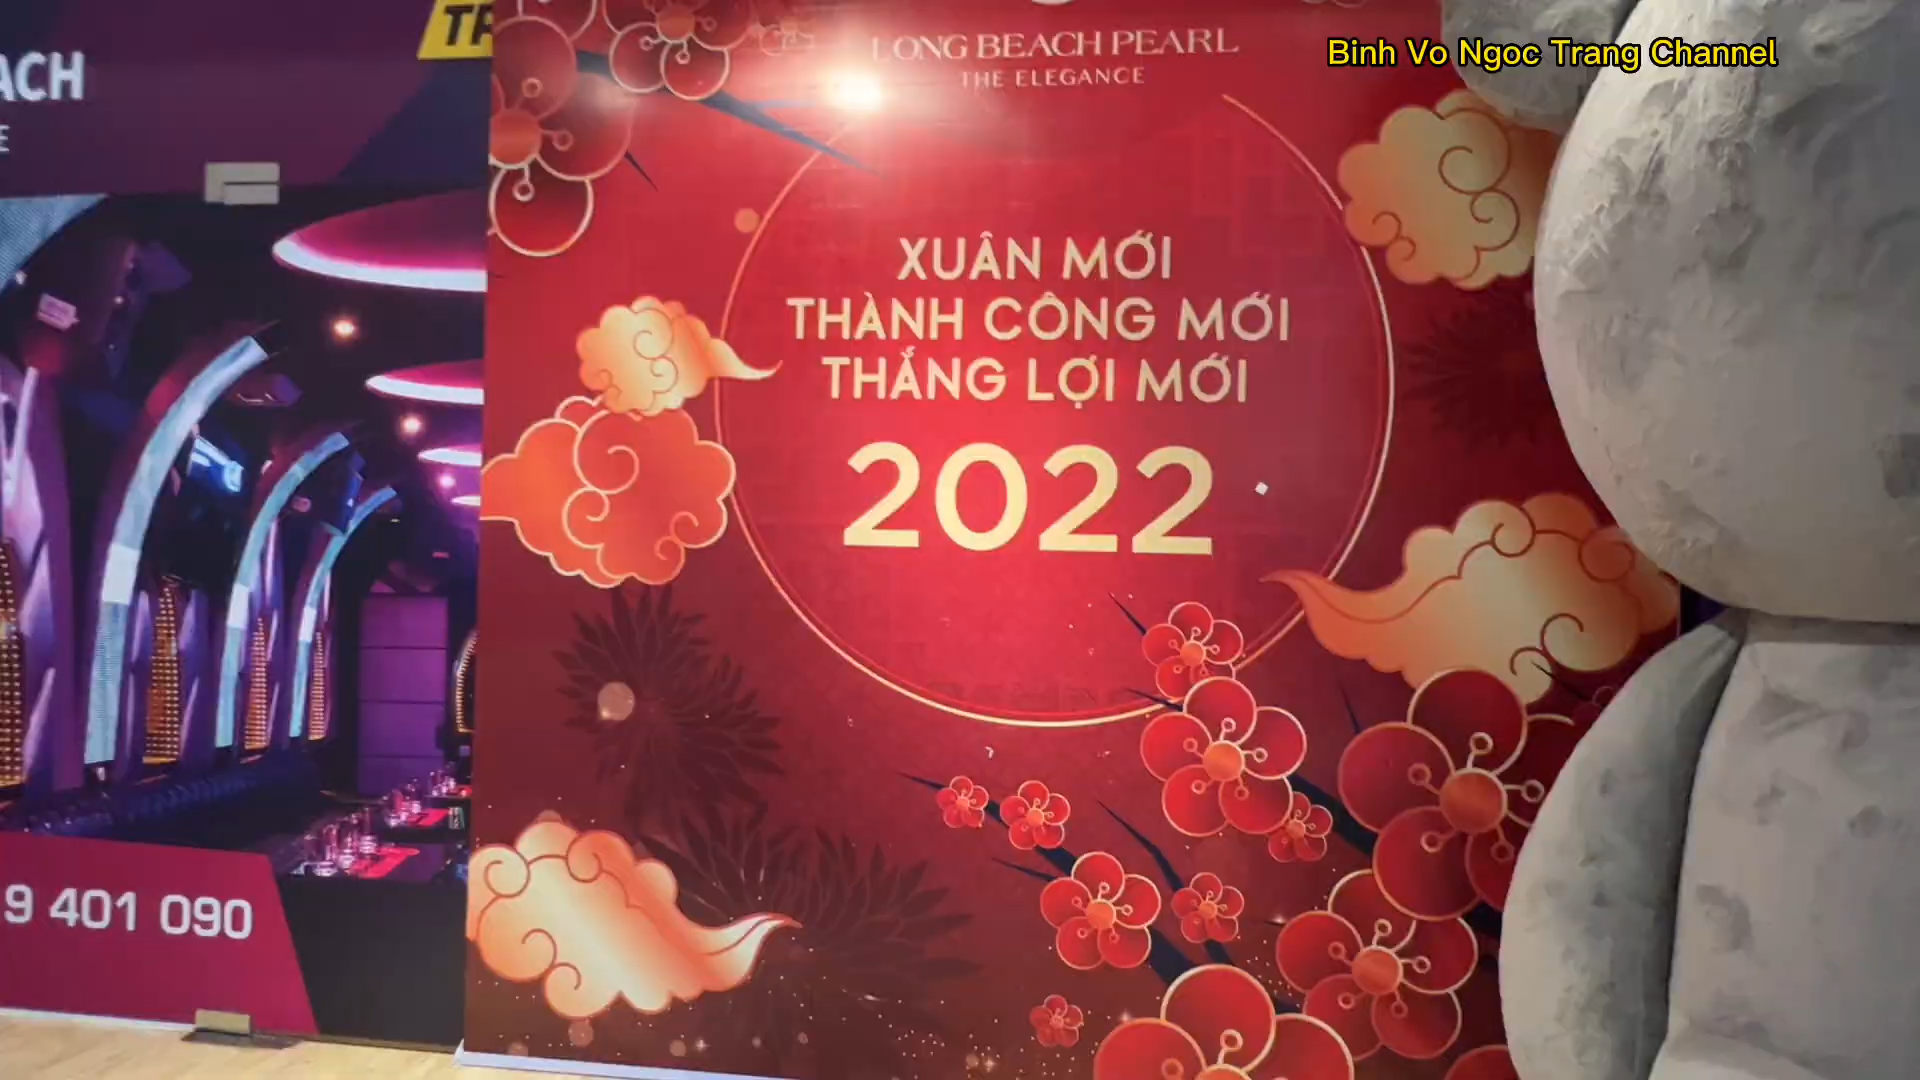 Binh Vo Ngoc Trang Channel
LONG BEACH PEARL
THE ELEGANCE
XUÂN MỚI
THÀNH CÔNG MỚI
THẮNG LỢI MỚI
2022
9 401 090